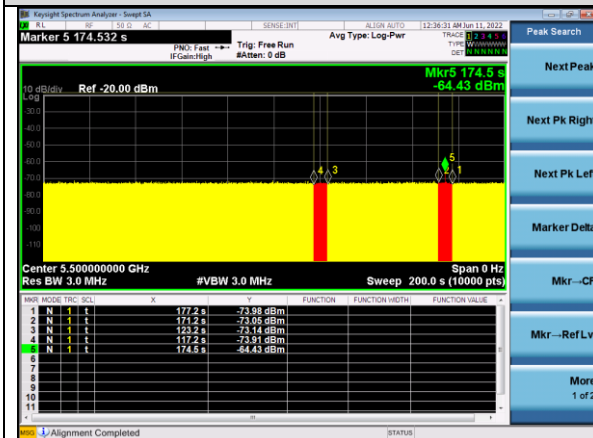 Keysight Spectrum Analyzer - Swept SA
RL RF 50 Ω AC SENSE:INT ALIGN AUTO 12:36:31 AM Jun 11, 2022
Marker 5 174.532 s
PNO: Fast
IFGain:High
Trig: Free Run
#Atten: 0 dB
Avg Type: Log-Pwr
TRACE 1 2 3 4 5 6
TYPE
DET N N N N N N
Peak Search
Mkr5 174.5 s
-64.43 dBm
10 dB/div Ref -20.00 dBm
Log
-30.0
-40.0
-50.0
-60.0
-70.0
-80.0
-90.0
-100
-110
4 3 5 2 1
Next Peak
Next Pk Right
Next Pk Left
Marker Delta
Mkr→CF
Mkr→Ref Lvl
More
1 of 2
Center 5.500000000 GHz Span 0 Hz
Res BW 3.0 MHz #VBW 3.0 MHz Sweep 200.0 s (10000 pts)
MKR MODE TRC SCL X Y FUNCTION FUNCTION WIDTH FUNCTION VALUE
1 N 1 t 177.2 s -73.98 dBm
2 N 1 t 171.2 s -73.05 dBm
3 N 1 t 123.2 s -73.14 dBm
4 N 1 t 117.2 s -73.91 dBm
5 N 1 t 174.5 s -64.43 dBm
6
7
8
9
10
11
MSG Alignment Completed STATUS